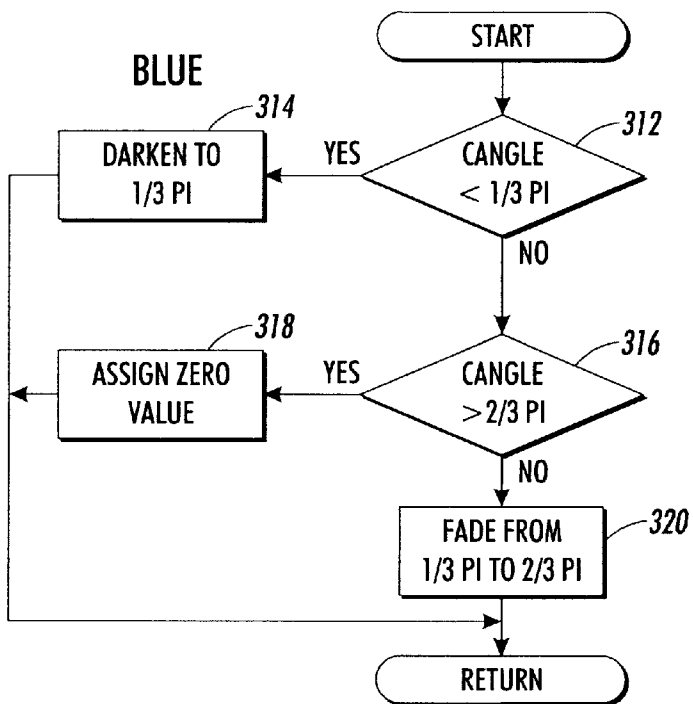 START
BLUE
314
DARKEN TO
1/3 PI
YES
312
CANGLE
< 1/3 PI
NO
318
ASSIGN ZERO
VALUE
YES
316
CANGLE
>2/3 PI
NO
320
FADE FROM
1/3 PI TO 2/3 PI
RETURN